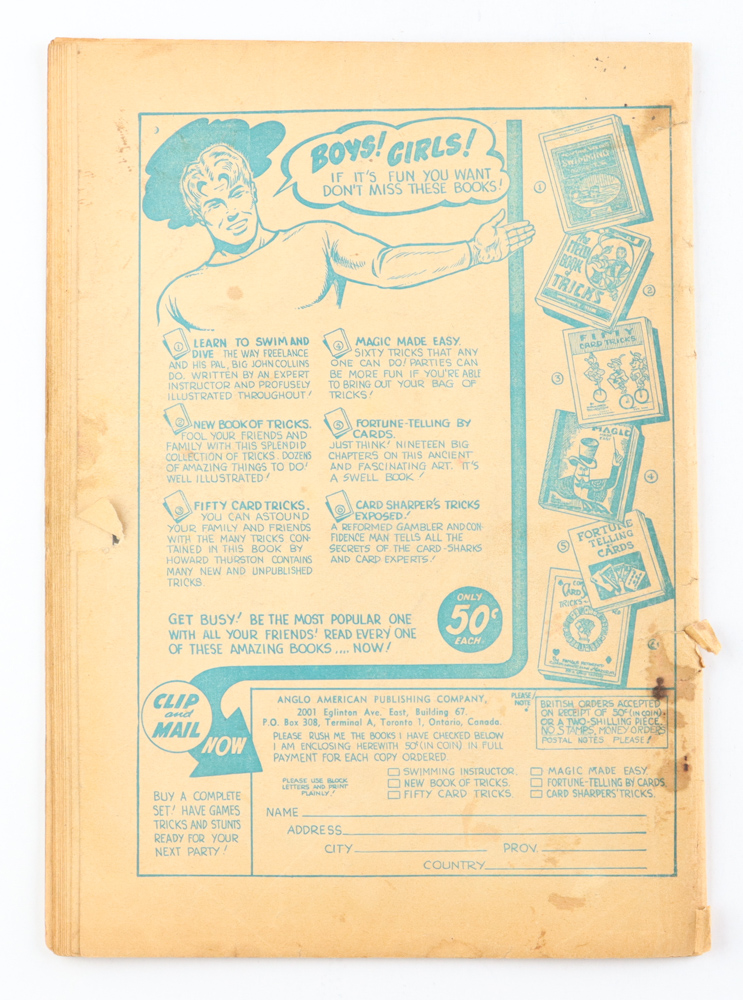 BOYS! GIRLS!
IF IT'S FUN YOU WANT
DON'T MISS THESE BOOKS!
① LEARN TO SWIM AND
DIVE THE WAY FREELANCE
AND HIS PAL, BIG JOHN COLLINS
DO. WRITTEN BY AN EXPERT
INSTRUCTOR AND PROFUSELY
ILLUSTRATED THROUGHOUT!
② NEW BOOK OF TRICKS.
FOOL YOUR FRIENDS AND
FAMILY WITH THIS SPLENDID
COLLECTION OF TRICKS. DOZENS
OF AMAZING THINGS TO DO!
WELL ILLUSTRATED!
③ FIFTY CARD TRICKS.
YOU CAN ASTOUND
YOUR FAMILY AND FRIENDS
WITH THE MANY TRICKS CON-
TAINED IN THIS BOOK BY
HOWARD THURSTON CONTAINS
MANY NEW AND UNPUBLISHED
TRICKS.
④ MAGIC MADE EASY.
SIXTY TRICKS THAT ANY
ONE CAN DO! PARTIES CAN
BE MORE FUN IF YOU'RE ABLE
TO BRING OUT YOUR BAG OF
TRICKS!
⑤ FORTUNE-TELLING BY
CARDS.
JUST THINK! NINETEEN BIG
CHAPTERS ON THIS ANCIENT
AND FASCINATING ART. IT'S
A SWELL BOOK!
⑥ CARD SHARPER'S TRICKS
EXPOSED!
A REFORMED GAMBLER AND CON-
FIDENCE MAN TELLS ALL THE
SECRETS OF THE CARD-SHARKS
AND CARD EXPERTS!
①
SWIMMING
②
BOOK
OF
TRICKS
③
FIFTY
CARD TRICKS
④
MAGIC
⑤
FORTUNE
TELLING
BY
CARDS
CARD
TRICKS
GET BUSY! BE THE MOST POPULAR ONE
WITH ALL YOUR FRIENDS! READ EVERY ONE
OF THESE AMAZING BOOKS.... NOW!
ONLY
50¢
EACH.
CLIP
and
MAIL
NOW
BUY A COMPLETE
SET! HAVE GAMES
TRICKS AND STUNTS
READY FOR YOUR
NEXT PARTY!
ANGLO AMERICAN PUBLISHING COMPANY,
2001 Eglinton Ave. East, Building 67.
P.O. Box 308, Terminal A, Toronto 1, Ontario, Canada.
PLEASE RUSH ME THE BOOKS I HAVE CHECKED BELOW
I AM ENCLOSING HEREWITH 50¢ (IN COIN) IN FULL
PAYMENT FOR EACH COPY ORDERED.
PLEASE!
NOTE
BRITISH ORDERS ACCEPTED
ON RECEIPT OF 50¢ (IN COIN)
OR A TWO-SHILLING PIECE.
NO STAMPS, MONEY ORDERS
POSTAL NOTES PLEASE!
PLEASE USE BLOCK
LETTERS AND PRINT
PLAINLY!
SWIMMING INSTRUCTOR.
NEW BOOK OF TRICKS.
FIFTY CARD TRICKS.
MAGIC MADE EASY
FORTUNE-TELLING BY CARDS
CARD SHARPERS' TRICKS.
NAME
ADDRESS
CITY PROV.
COUNTRY